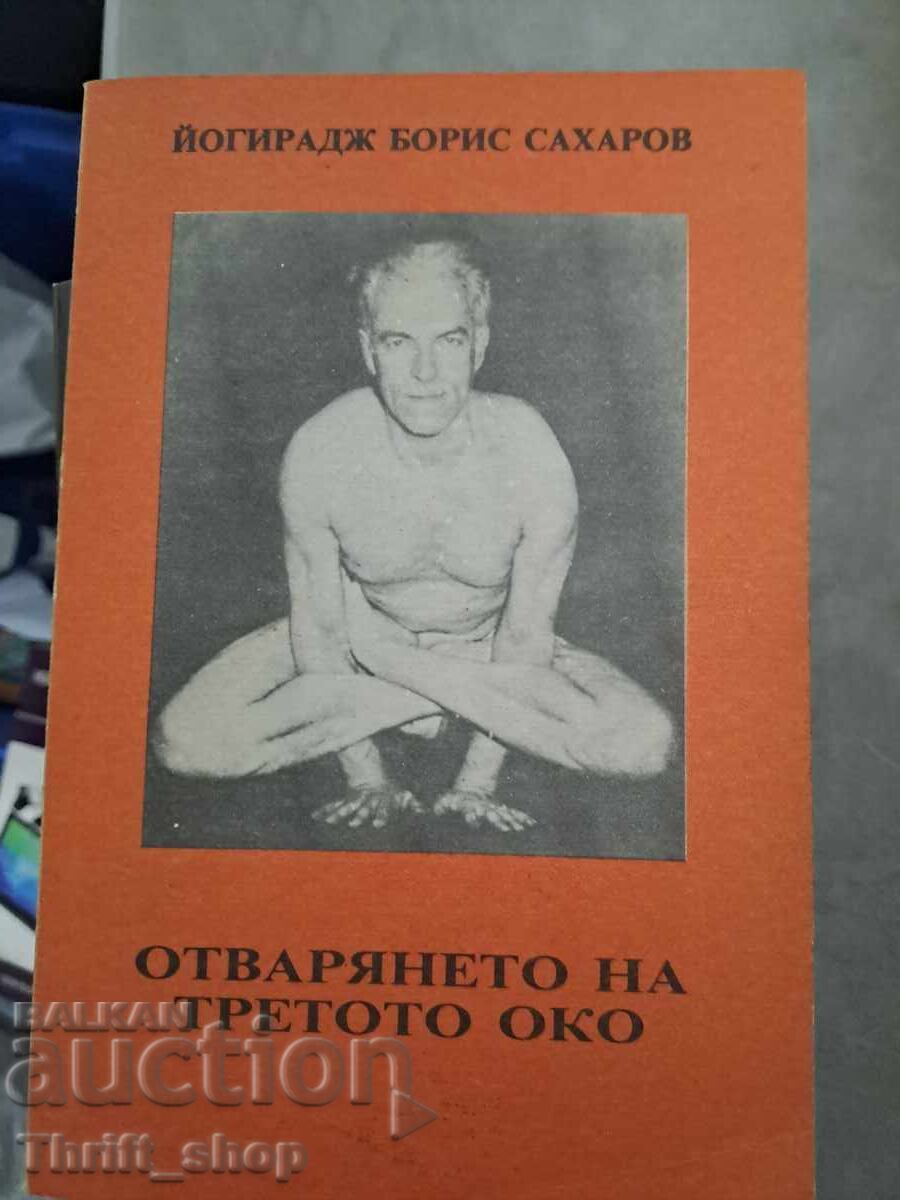 ЙОГИРАДЖ БОРИС САХАРОВ
ОТВАРЯНЕТО НА
ТРЕТОТО ОКО
BALKAN
auction
Thrift_shop